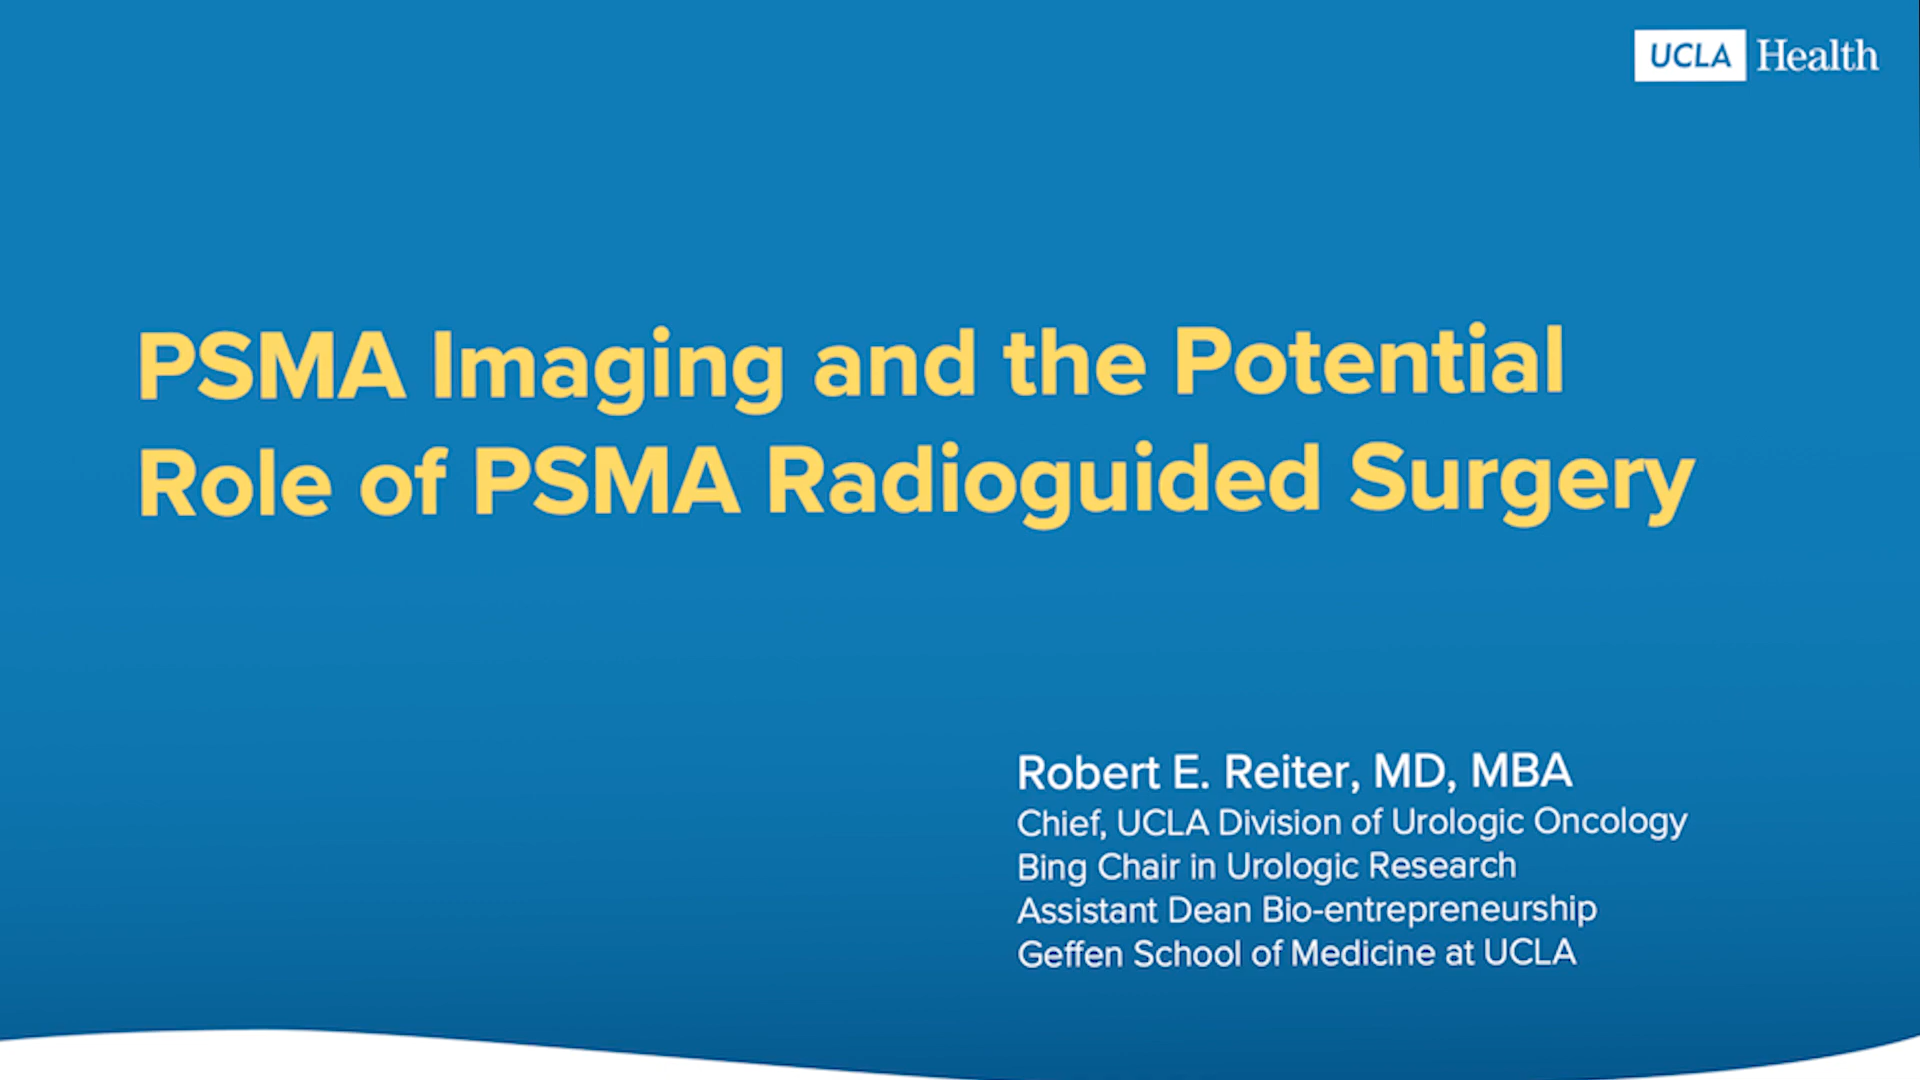 UCLA Health
PSMA Imaging and the Potential
Role of PSMA Radioguided Surgery
Robert E. Reiter, MD, MBA
Chief, UCLA Division of Urologic Oncology
Bing Chair in Urologic Research
Assistant Dean Bio-entrepreneurship
Geffen School of Medicine at UCLA